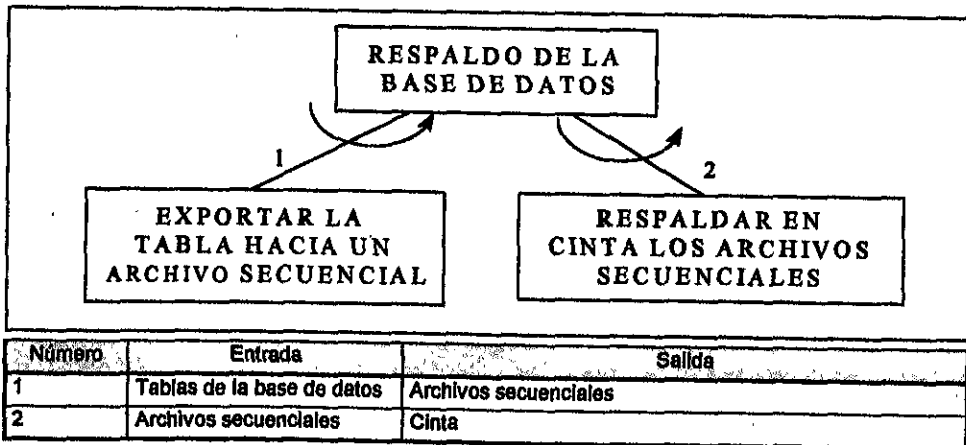 RESPALDO DE LA
BASE DE DATOS
1
2
EXPORTAR LA
TABLA HACIA UN
ARCHIVO SECUENCIAL
RESPALDAR EN
CINTA LOS ARCHIVOS
SECUENCIALES
Número Entrada Salida
1 Tablas de la base de datos Archivos secuenciales
2 Archivos secuenciales Cinta